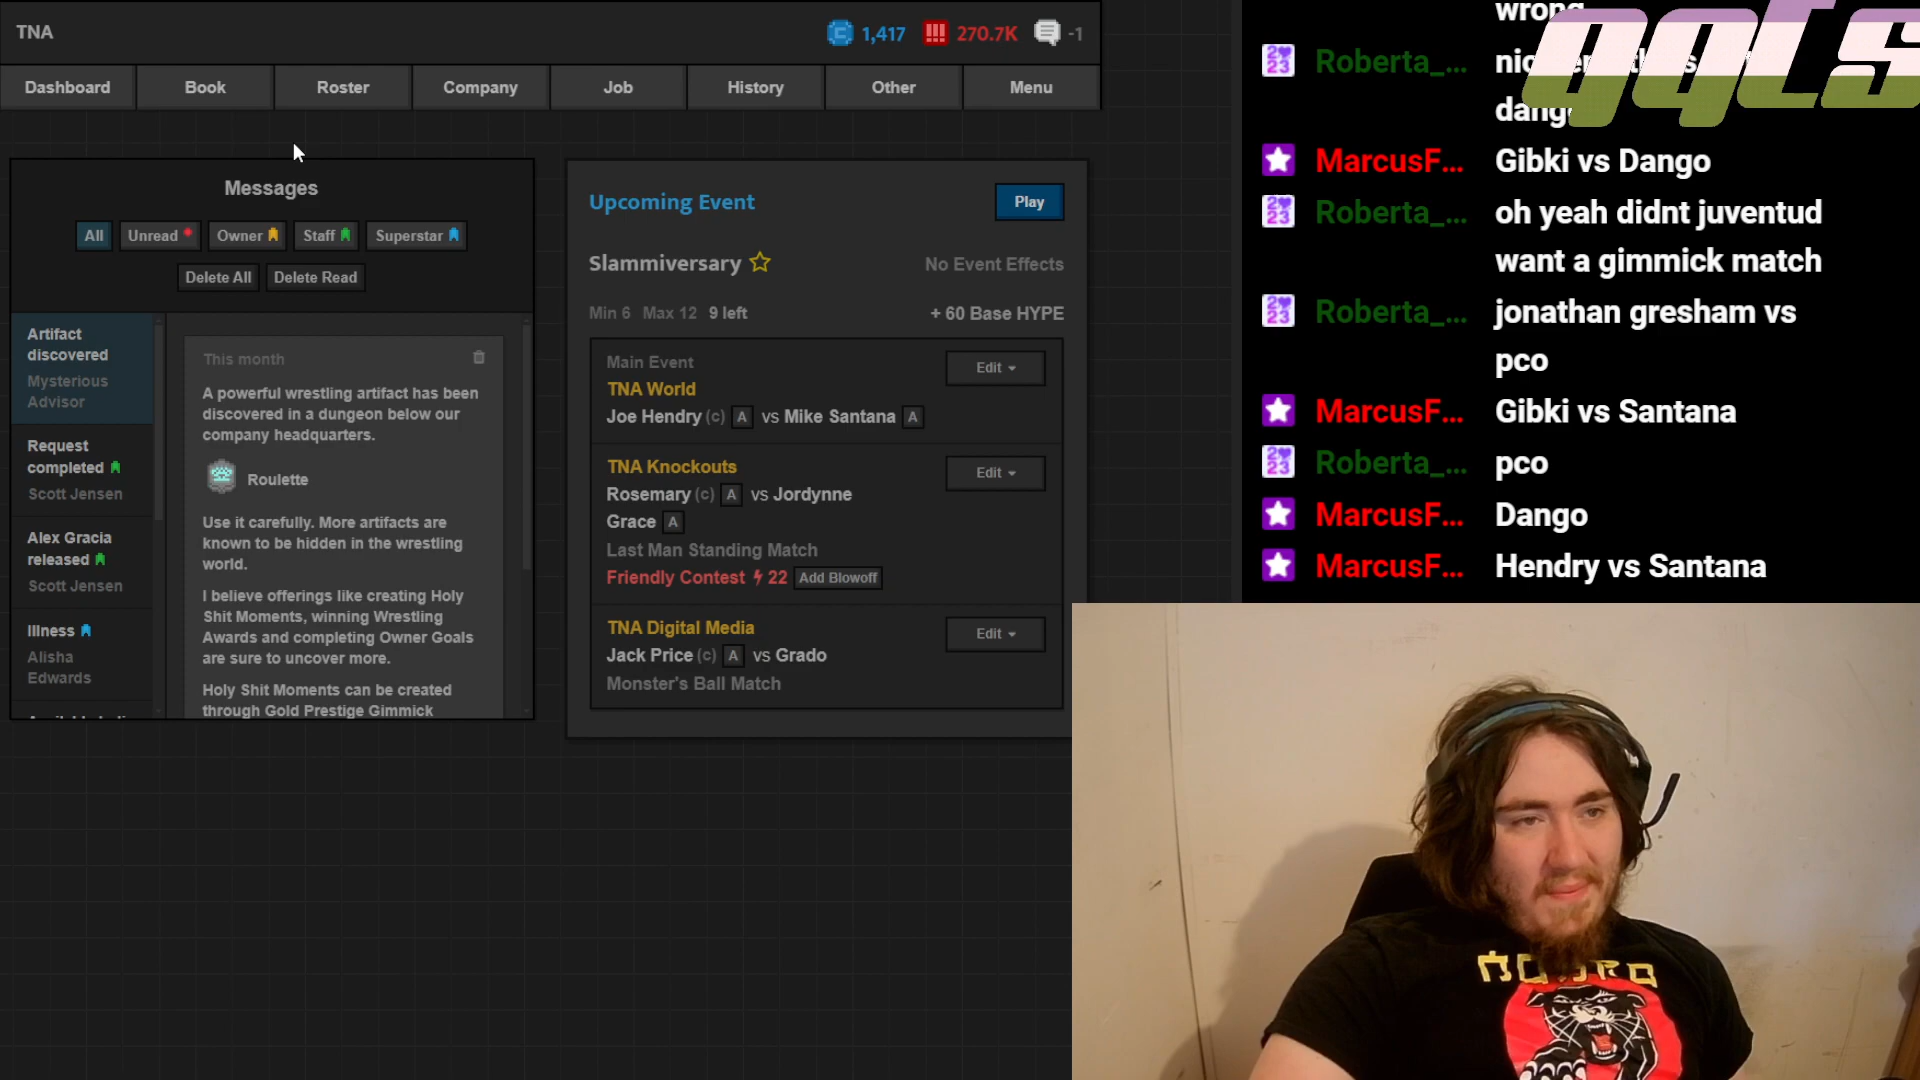 TNA
1,417
270.7K
-1
Dashboard
Book
Roster
Company
Job
History
Other
Menu
Messages
All
Unread
Owner
Staff
Superstar
Delete All
Delete Read
Artifact
discovered
Mysterious
Advisor
Request
completed
Scott Jensen
Alex Gracia
released
Scott Jensen
Illness
Alisha
Edwards
This month
A powerful wrestling artifact has been
discovered in a dungeon below our
company headquarters.
Roulette
Use it carefully. More artifacts are
known to be hidden in the wrestling
world.
I believe offerings like creating Holy
Shit Moments, winning Wrestling
Awards and completing Owner Goals
are sure to uncover more.
Holy Shit Moments can be created
through Gold Prestige Gimmick
Upcoming Event
Play
Slammiversary
No Event Effects
Min 6 Max 12 9 left
+ 60 Base HYPE
Main Event
Edit
TNA World
Joe Hendry (c) A vs Mike Santana A
TNA Knockouts
Edit
Rosemary (c) A vs Jordynne
Grace A
Last Man Standing Match
Friendly Contest 22 Add Blowoff
TNA Digital Media
Edit
Jack Price (c) A vs Grado
Monster's Ball Match
wrong
Roberta_...
MarcusF... Gibki vs Dango
Roberta_... oh yeah didnt juventud
want a gimmick match
Roberta_... jonathan gresham vs
pco
MarcusF... Gibki vs Santana
Roberta_... pco
MarcusF... Dango
MarcusF... Hendry vs Santana